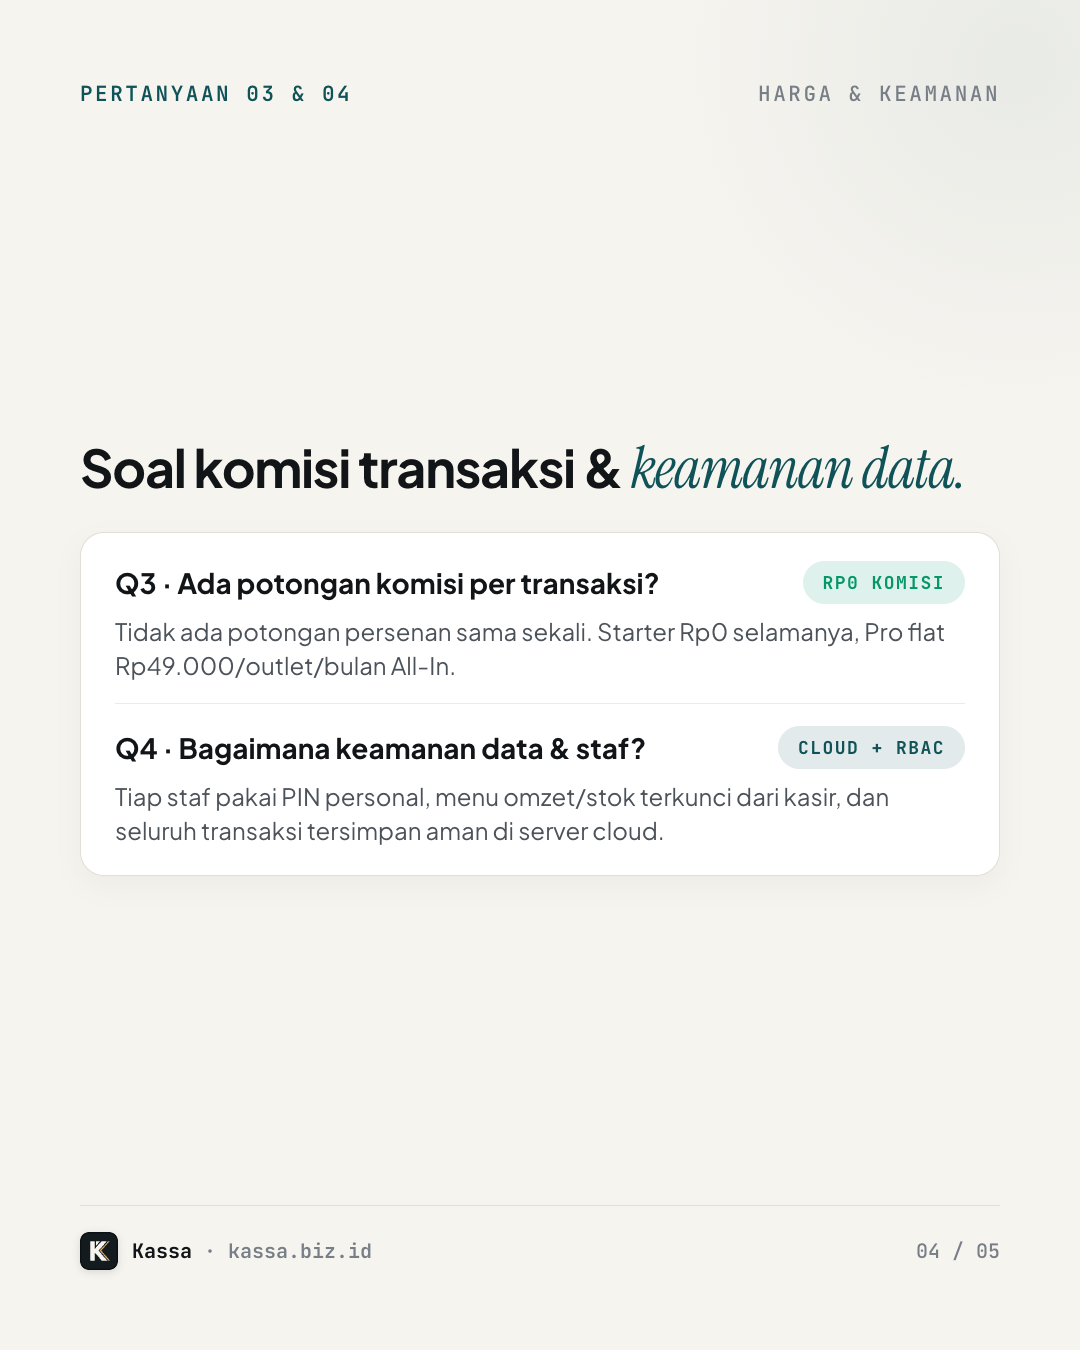 PERTANYAAN 03 & 04
HARGA & KEAMANAN
Soal komisi transaksi & keamanan data.
Q3 · Ada potongan komisi per transaksi?
RP0 KOMISI
Tidak ada potongan persenan sama sekali. Starter Rp0 selamanya, Pro flat
Rp49.000/outlet/bulan All-In.
Q4 · Bagaimana keamanan data & staf?
CLOUD + RBAC
Tiap staf pakai PIN personal, menu omzet/stok terkunci dari kasir, dan
seluruh transaksi tersimpan aman di server cloud.
K
Kassa · kassa.biz.id
04 / 05